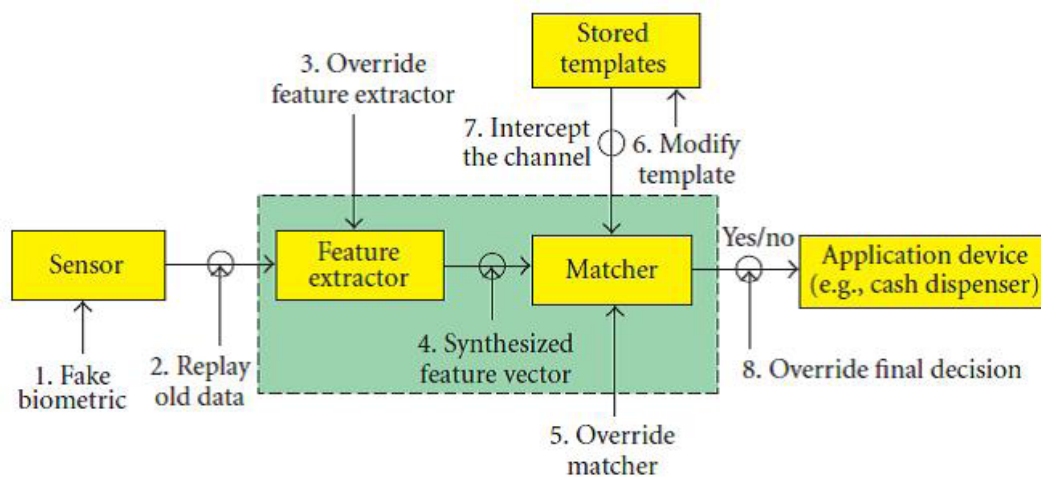 Stored
templates
3. Override
feature extractor
7. Intercept
the channel
6. Modify
template
Sensor
Feature
extractor
Matcher
Yes/no
Application device
(e.g., cash dispenser)
1. Fake
biometric
2. Replay
old data
4. Synthesized
feature vector
8. Override final decision
5. Override
matcher